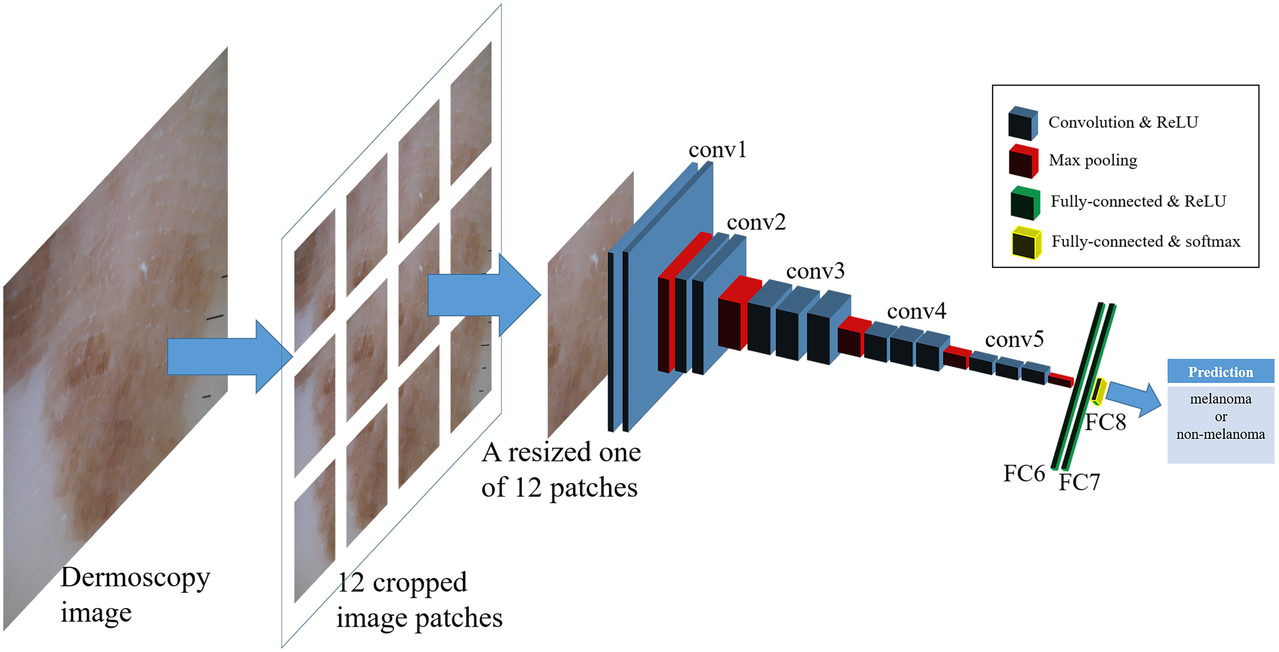 Dermoscopy
image
12 cropped
image patches
A resized one
of 12 patches
conv1
conv2
conv3
conv4
conv5
FC6
FC7
FC8
Convolution & ReLU
Max pooling
Fully-connected & ReLU
Fully-connected & softmax
Prediction
melanoma
or
non-melanoma